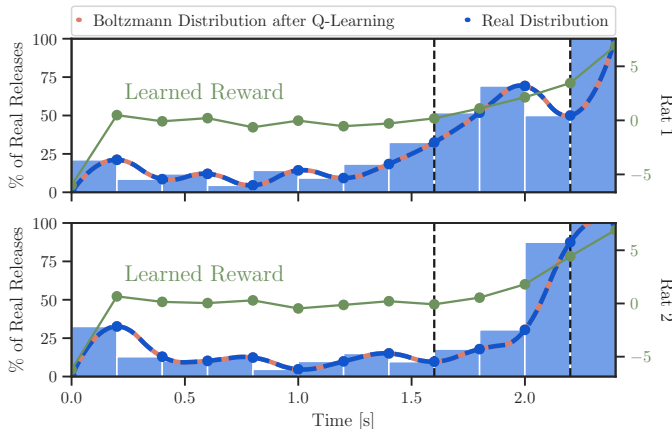 Boltzmann Distribution after Q-Learning Real Distribution
100
75
50
25
0
% of Real Releases
Learned Reward
5
0
−5
Rat 1
100
75
50
25
0
% of Real Releases
Learned Reward
5
0
−5
Rat 2
0.0 0.5 1.0 1.5 2.0
Time [s]